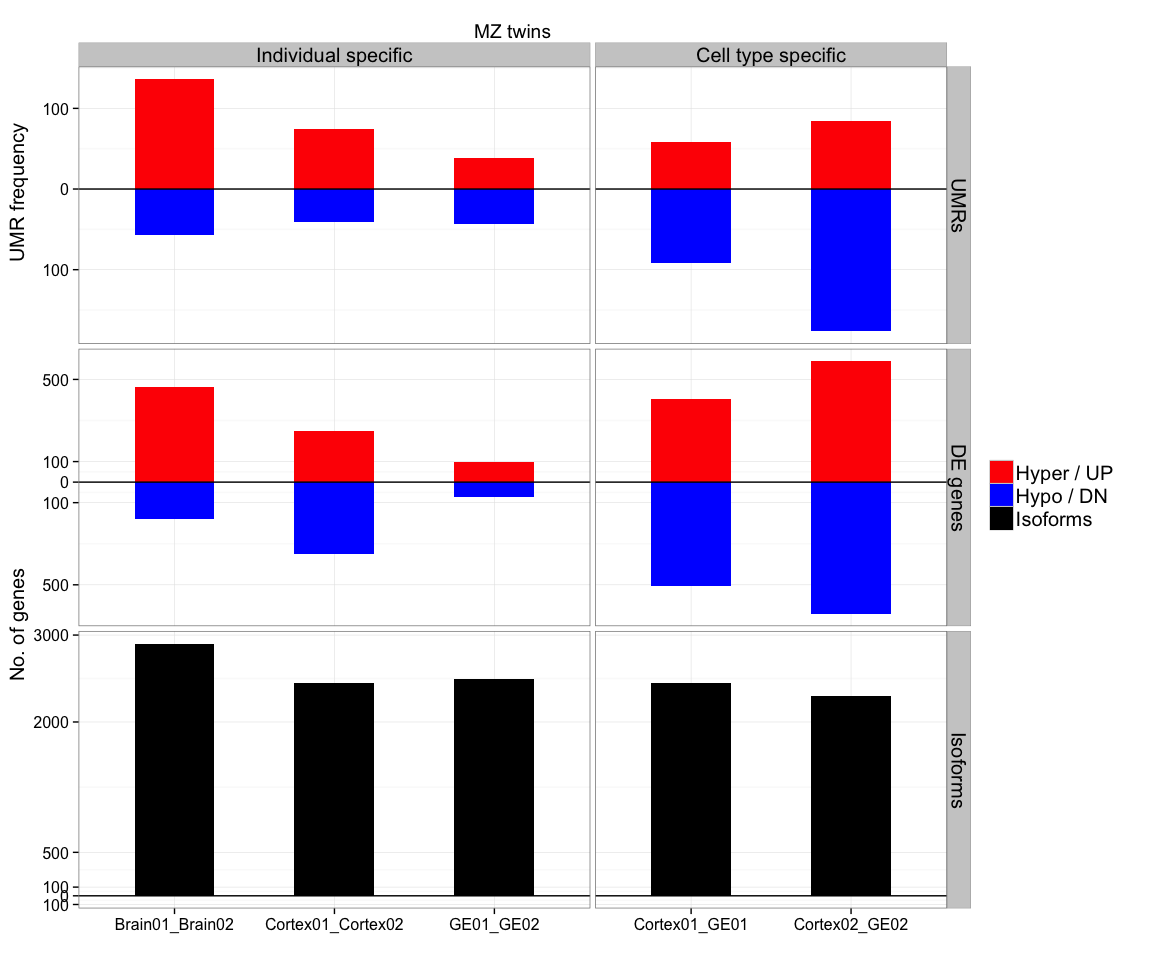 MZ twins
Individual specific
Cell type specific
UMR frequency
100
0
100
UMRs
500
100
0
100
500
DE genes
No. of genes
3000
2000
500
100
0
100
Isoforms
Hyper / UP
Hypo / DN
Isoforms
Brain01_Brain02
Cortex01_Cortex02
GE01_GE02
Cortex01_GE01
Cortex02_GE02